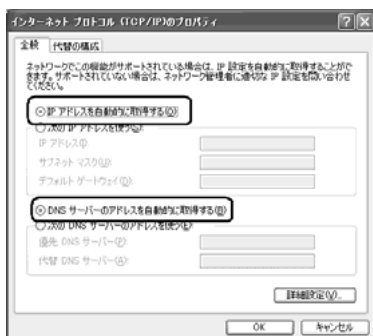 インターネット プロトコル (TCP/IP)のプロパティ
全般 代替の構成
ネットワークでこの機能がサポートされている場合は、IP 設定を自動的に取得することがで
きます。サポートされていない場合は、ネットワーク管理者に適切な IP 設定を問い合わせ
てください。
IP アドレスを自動的に取得する(O)
次の IP アドレスを使う(S):
IP アドレス(I):
サブネット マスク(U):
デフォルト ゲートウェイ(D):
DNS サーバーのアドレスを自動的に取得する(B)
次の DNS サーバーのアドレスを使う(E):
優先 DNS サーバー(P):
代替 DNS サーバー(A):
詳細設定(V)...
OK キャンセル